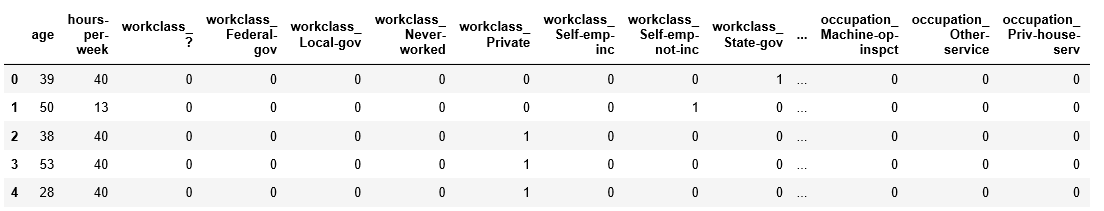 age hours-per-week workclass_? workclass_Federal-gov workclass_Local-gov workclass_Never-worked workclass_Private workclass_Self-emp-inc workclass_Self-emp-not-inc workclass_State-gov ... occupation_Machine-op-inspct occupation_Other-service occupation_Priv-house-serv
0 39 40 0 0 0 0 0 0 0 1 ... 0 0 0
1 50 13 0 0 0 0 0 0 1 0 ... 0 0 0
2 38 40 0 0 0 0 1 0 0 0 ... 0 0 0
3 53 40 0 0 0 0 1 0 0 0 ... 0 0 0
4 28 40 0 0 0 0 1 0 0 0 ... 0 0 0